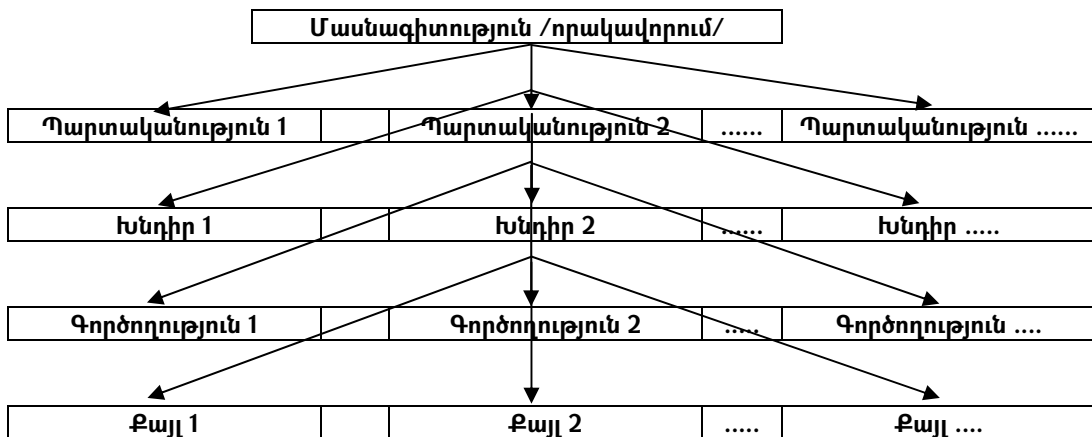 Մասնագիտություն /որակավորում/
Պարտականություն 1 Պարտականություն 2 ...... Պարտականություն ......
Խնդիր 1 Խնդիր 2 ...... Խնդիր .....
Գործողություն 1 Գործողություն 2 ..... Գործողություն ....
Քայլ 1 Քայլ 2 ..... Քայլ ....